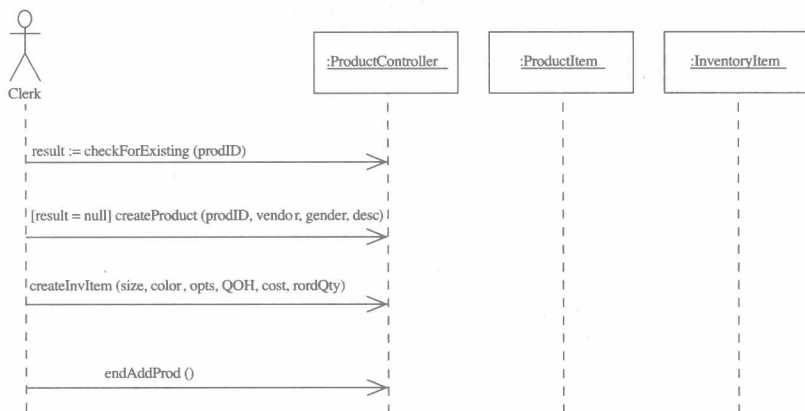 :ProductController
:ProductItem
:InventoryItem
Clerk
result := checkForExisting (prodID)
[result = null] createProduct (prodID, vendor, gender, desc)
createInvItem (size, color, opts, QOH, cost, rordQty)
endAddProd ()